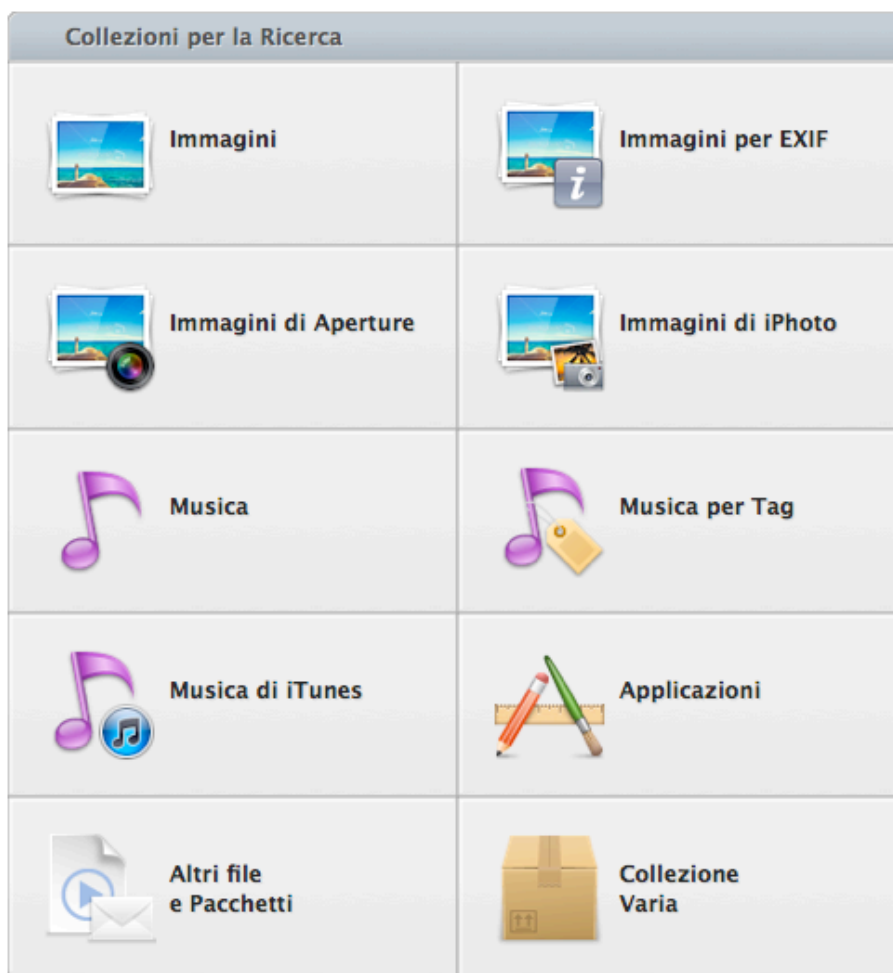 Collezioni per la Ricerca
Immagini
Immagini per EXIF
Immagini di Aperture
Immagini di iPhoto
Musica
Musica per Tag
Musica di iTunes
Applicazioni
Altri file
e Pacchetti
Collezione
Varia